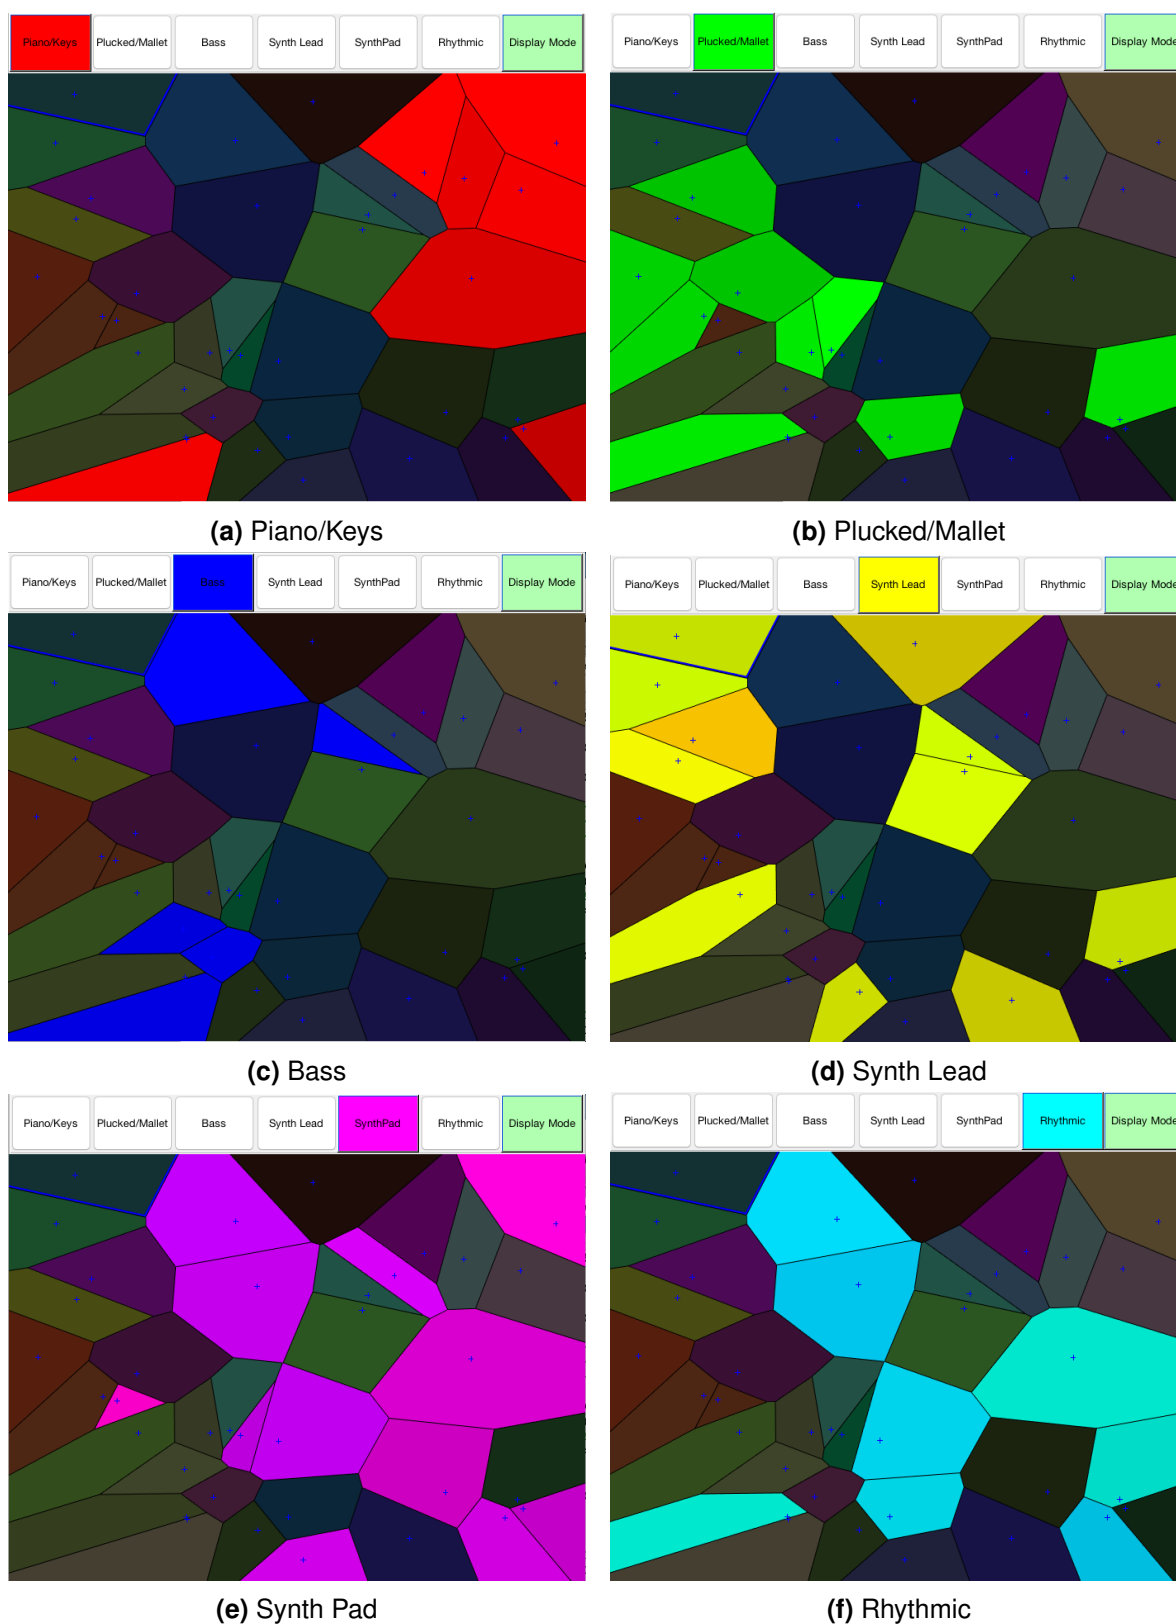 Piano/Keys Plucked/Mallet Bass Synth Lead SynthPad Rhythmic Display Mode
Piano/Keys Plucked/Mallet Bass Synth Lead SynthPad Rhythmic Display Mode
(a) Piano/Keys
(b) Plucked/Mallet
Piano/Keys Plucked/Mallet Bass Synth Lead SynthPad Rhythmic Display Mode
Piano/Keys Plucked/Mallet Bass Synth Lead SynthPad Rhythmic Display Mode
(c) Bass
(d) Synth Lead
Piano/Keys Plucked/Mallet Bass Synth Lead SynthPad Rhythmic Display Mode
Piano/Keys Plucked/Mallet Bass Synth Lead SynthPad Rhythmic Display Mode
(e) Synth Pad
(f) Rhythmic